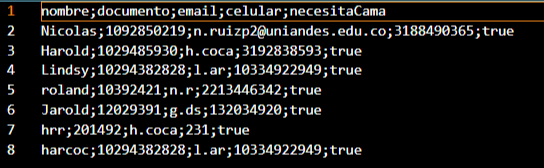 1 nombre;documento;email;celular;necesitaCama
2 Nicolas;1092850219;n.ruizp2@uniandes.edu.co;3188490365;true
3 Harold;1029485930;h.coca;3192838593;true
4 Lindsy;10294382828;l.ar;10334922949;true
5 roland;10392421;n.r;2213446342;true
6 Jarold;12029391;g.ds;132034920;true
7 hrr;201492;h.coca;231;true
8 harcoc;10294382828;l.ar;10334922949;true